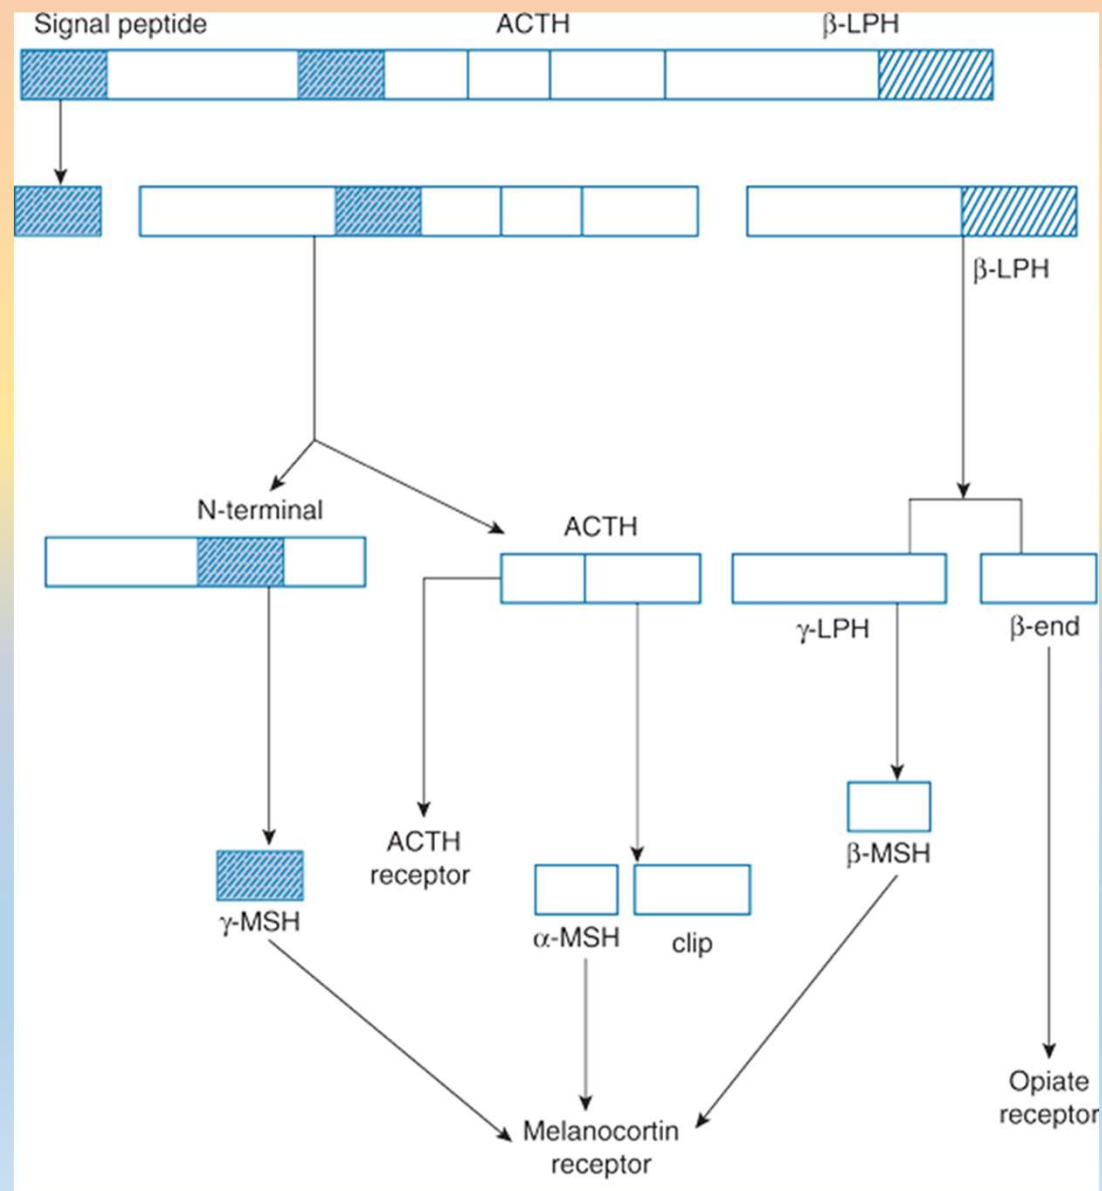 Signal peptide
ACTH
β-LPH
β-LPH
N-terminal
ACTH
γ-LPH
β-end
ACTH
receptor
β-MSH
γ-MSH
α-MSH
clip
Opiate
receptor
Melanocortin
receptor